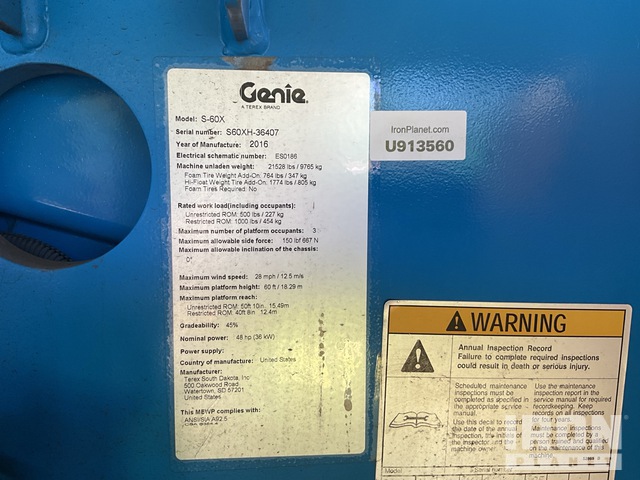 Genie
A TEREX BRAND
Model: S-60X
Serial number: S60XH-36407
Year of Manufacture: 2016
Electrical schematic number: ES0186
Machine unladen weight: 21528 lbs / 9765 kg
Foam Tire Weight Add-On: 764 lbs / 347 kg
Hi-Float Weight Tire Add-On: 1774 lbs / 805 kg
Foam Tires Required: No
Rated work load(including occupants):
Unrestricted ROM: 500 lbs / 227 kg
Restricted ROM: 1000 lbs / 454 kg
Maximum number of platform occupants: 3
Maximum allowable side force: 150 lbf 667 N
Maximum allowable inclination of the chassis:
0°
Maximum wind speed: 28 mph / 12.5 m/s
Maximum platform height: 60 ft / 18.29 m
Maximum platform reach:
Unrestricted ROM: 50ft 10in, 15,49m
Restricted ROM: 40ft 8in 12,4m
Gradeability: 45%
Nominal power: 48 hp (36 kW)
Power supply:
Country of manufacture: United States
Manufacturer:
Terex South Dakota, Inc
500 Oakwood Road
Watertown, SD 57201
United States
This MEWP complies with:
ANSI/SIA A92.5
IronPlanet.com
U913560
WARNING
Annual Inspection Record
Failure to complete required inspections
could result in death or serious injury.
Scheduled maintenance
inspections must be
completed as specified in
the appropriate service
manual.
Use this decal to record
the date of the annual
inspection, the initials of
the inspector and the
machine owner.
Use the maintenance
inspection report in the
service manual for required
recordkeeping. Keep
records on all inspections
for four years.
Maintenance inspections
must be completed by a
person trained and qualified
in the maintenance of this
machine.
Model
Serial number
IRON